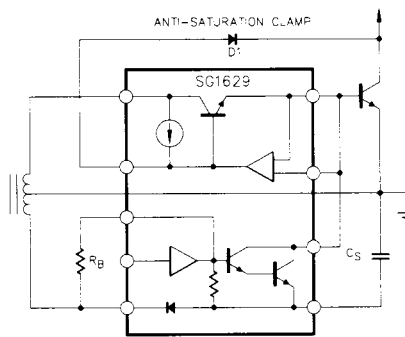 ANTI-SATURATION CLAMP
D1
SG1629
RB
CS